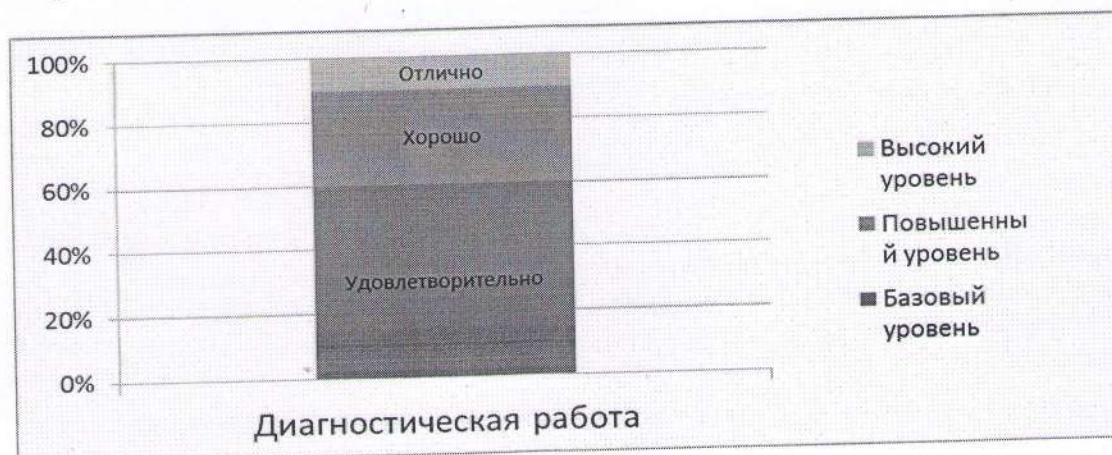 100%
80%
60%
40%
20%
0%
Отлично
Хорошо
Удовлетворительно
Диагностическая работа
Высокий
уровень
Повышенны
й уровень
Базовый
уровень